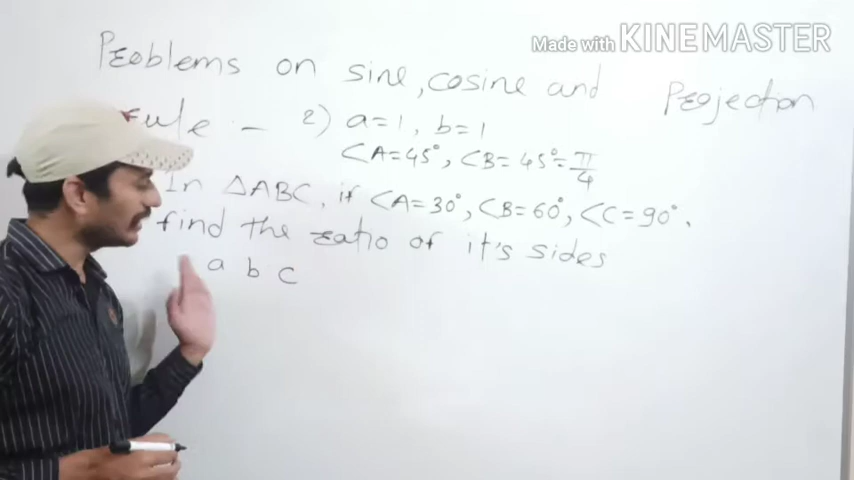 Made with KINEMASTER
Problems on sine, cosine and Projection
rule - 2) a=1, b=1
∠A=45°, ∠B=45°=π/4
In △ABC, if ∠A=30°, ∠B=60°, ∠C=90°.
find the ratio of it's sides
a b c